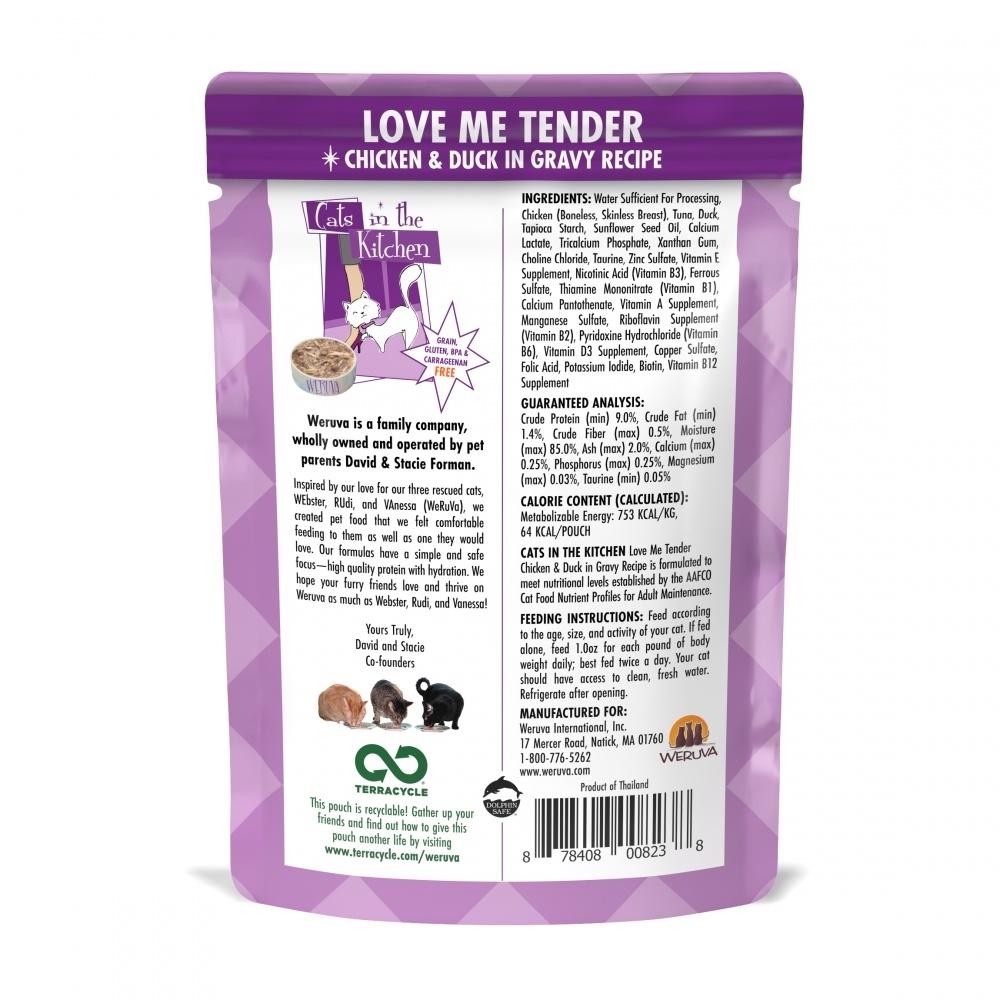 LOVE ME TENDER
CHICKEN & DUCK IN GRAVY RECIPE
Cats in the
Kitchen
GRAIN,
GLUTEN, BPA &
CARRAGEENAN
FREE
WERUVA
Weruva is a family company,
wholly owned and operated by pet
parents David & Stacie Forman.
Inspired by our love for our three rescued cats,
WEbster, RUdi, and VAnessa (WeRuVa), we
created pet food that we felt comfortable
feeding to them as well as one they would
love. Our formulas have a simple and safe
focus—high quality protein with hydration. We
hope your furry friends love and thrive on
Weruva as much as Webster, Rudi, and Vanessa!
Yours Truly,
David and Stacie
Co-founders
TERRACYCLE
This pouch is recyclable! Gather up your
friends and find out how to give this
pouch another life by visiting
www.terracycle.com/weruva
INGREDIENTS: Water Sufficient For Processing,
Chicken (Boneless, Skinless Breast), Tuna, Duck,
Tapioca Starch, Sunflower Seed Oil, Calcium
Lactate, Tricalcium Phosphate, Xanthan Gum,
Choline Chloride, Taurine, Zinc Sulfate, Vitamin E
Supplement, Nicotinic Acid (Vitamin B3), Ferrous
Sulfate, Thiamine Mononitrate (Vitamin B1),
Calcium Pantothenate, Vitamin A Supplement,
Manganese Sulfate, Riboflavin Supplement
(Vitamin B2), Pyridoxine Hydrochloride (Vitamin
B6), Vitamin D3 Supplement, Copper Sulfate,
Folic Acid, Potassium Iodide, Biotin, Vitamin B12
Supplement
GUARANTEED ANALYSIS:
Crude Protein (min) 9.0%, Crude Fat (min)
1.4%, Crude Fiber (max) 0.5%, Moisture
(max) 85.0%, Ash (max) 2.0%, Calcium (max)
0.25%, Phosphorus (max) 0.25%, Magnesium
(max) 0.03%, Taurine (min) 0.05%
CALORIE CONTENT (CALCULATED):
Metabolizable Energy: 753 KCAL/KG,
64 KCAL/POUCH
CATS IN THE KITCHEN Love Me Tender
Chicken & Duck in Gravy Recipe is formulated to
meet nutritional levels established by the AAFCO
Cat Food Nutrient Profiles for Adult Maintenance.
FEEDING INSTRUCTIONS: Feed according
to the age, size, and activity of your cat. If fed
alone, feed 1.0oz for each pound of body
weight daily; best fed twice a day. Your cat
should have access to clean, fresh water.
Refrigerate after opening.
MANUFACTURED FOR:
Weruva International, Inc.
17 Mercer Road, Natick, MA 01760
1-800-776-5262
www.weruva.com
WERUVA
Product of Thailand
DOLPHIN
SAFE
8 78408 00823 8